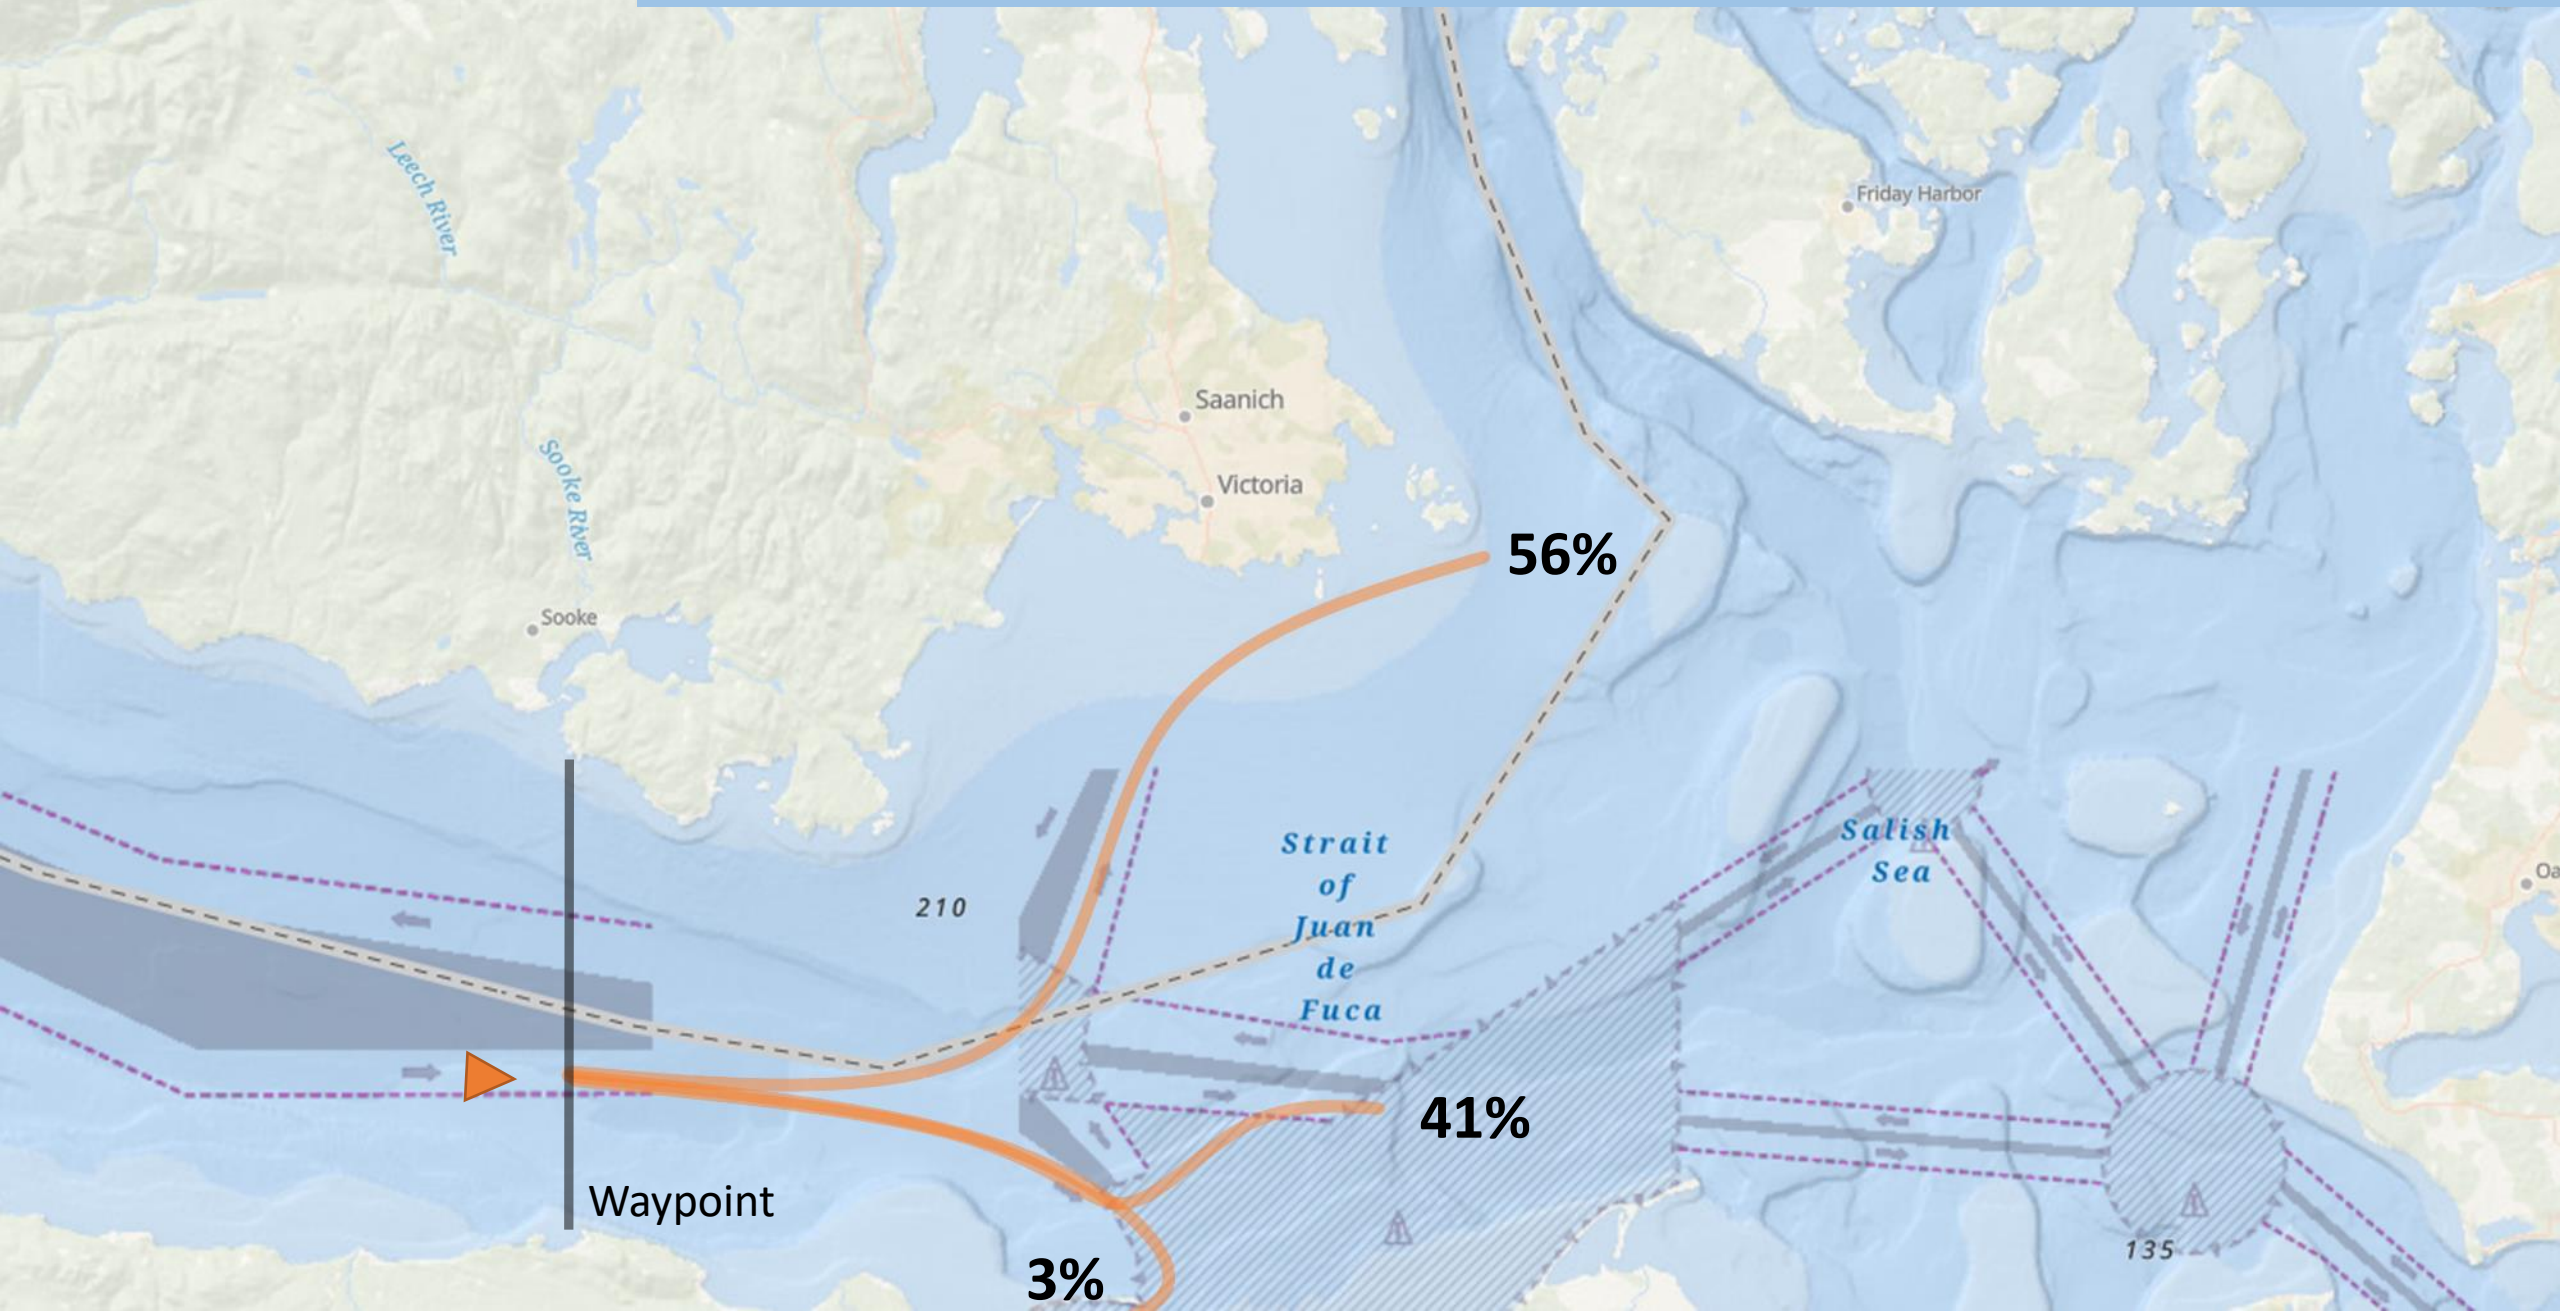 Leech River
Friday Harbor
Saanich
Victoria
Sooke River
56%
Sooke
Strait
of
Juan
de
Fuca
Salish
Sea
Oa
210
41%
Waypoint
135
3%